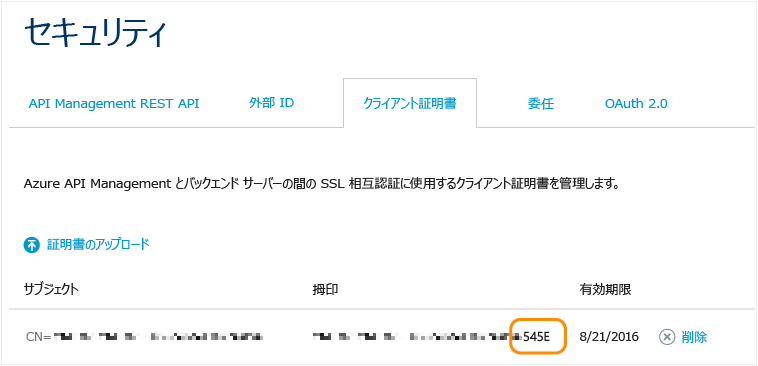 セキュリティ
API Management REST API 外部 ID クライアント証明書 委任 OAuth 2.0
Azure API Management とバックエンド サーバーの間の SSL 相互認証に使用するクライアント証明書を管理します。
証明書のアップロード
サブジェクト 拇印 有効期限
CN= 545E 8/21/2016 削除